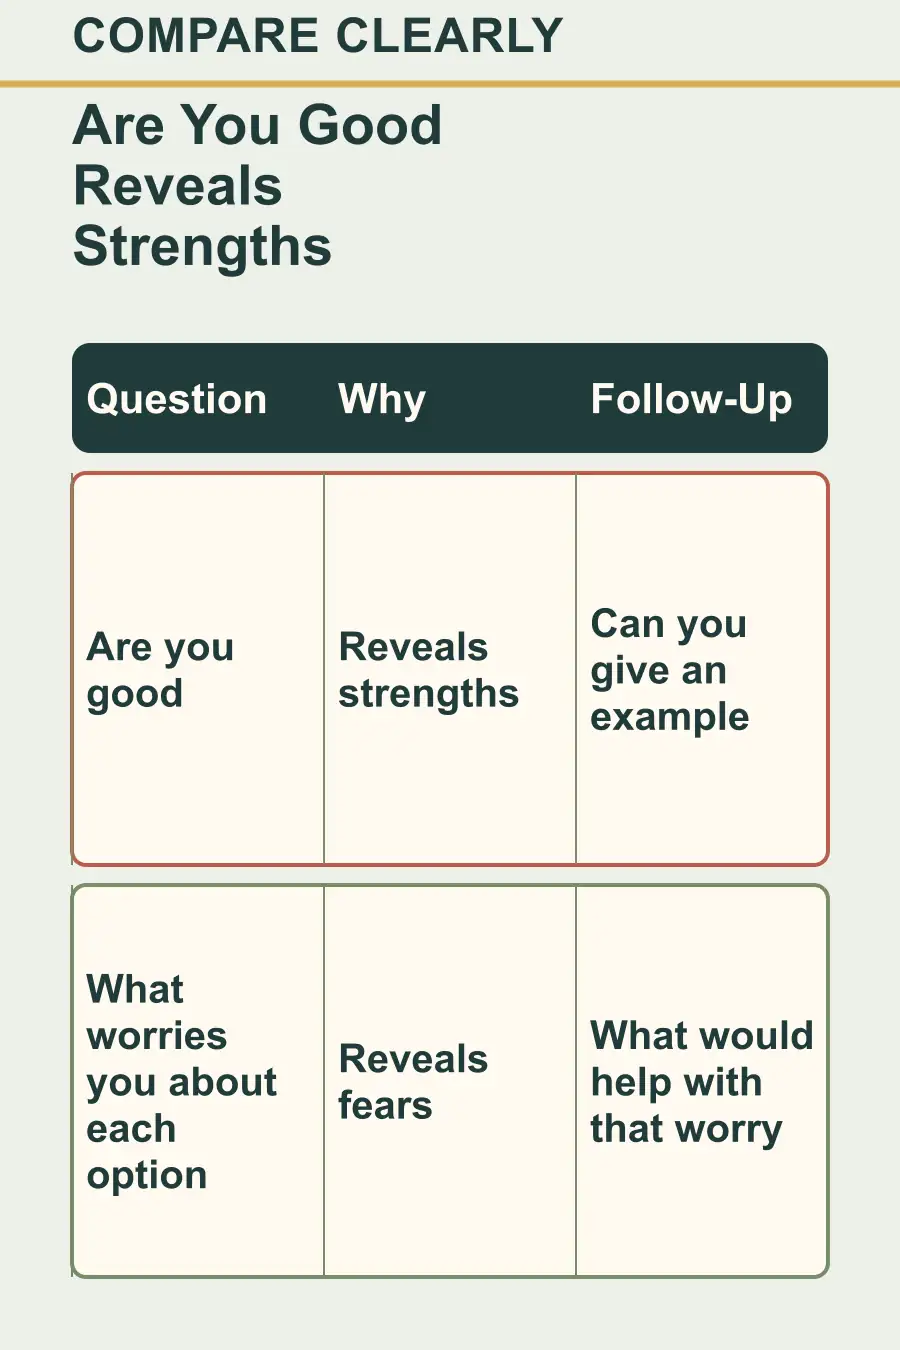 COMPARE CLEARLY
Are You Good
Reveals
Strengths
Question Why Follow-Up
Are you
good
Reveals
strengths
Can you
give an
example
What
worries
you about
each
option
Reveals
fears
What would
help with
that worry